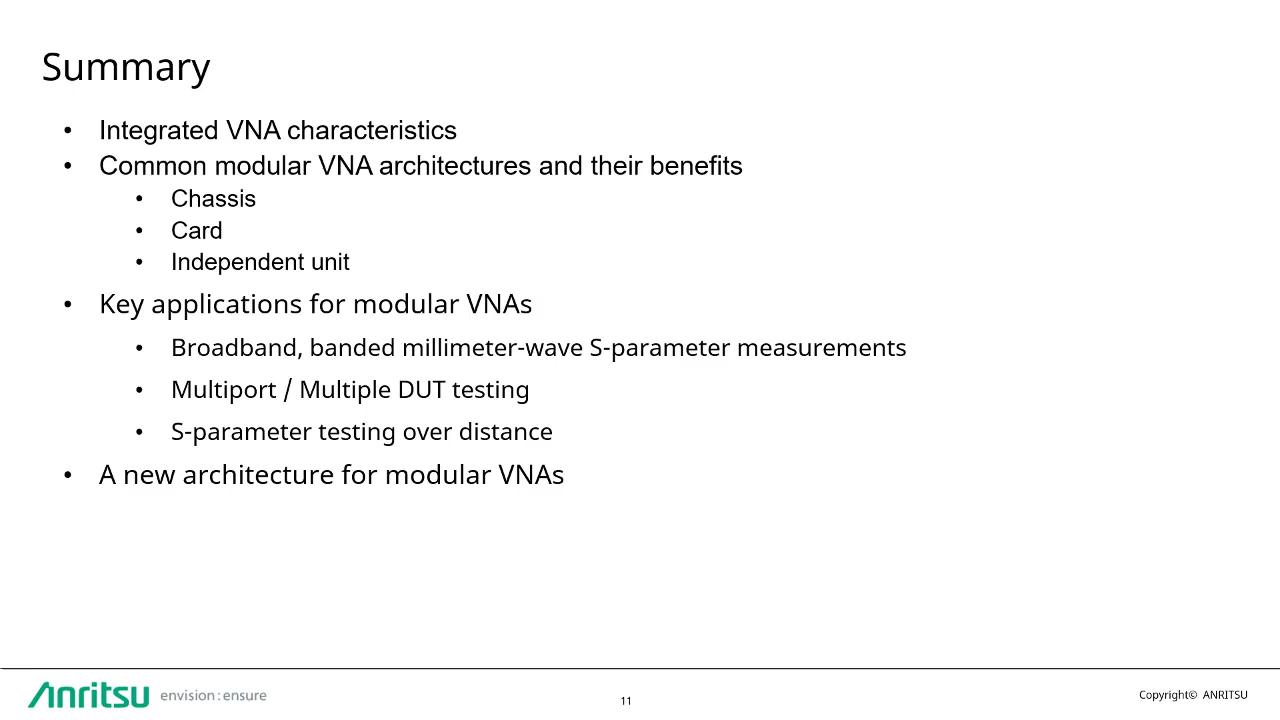 Summary
• Integrated VNA characteristics
• Common modular VNA architectures and their benefits
• Chassis
• Card
• Independent unit
• Key applications for modular VNAs
• Broadband, banded millimeter-wave S-parameter measurements
• Multiport / Multiple DUT testing
• S-parameter testing over distance
• A new architecture for modular VNAs
Anritsu envision : ensure
11
Copyright© ANRITSU